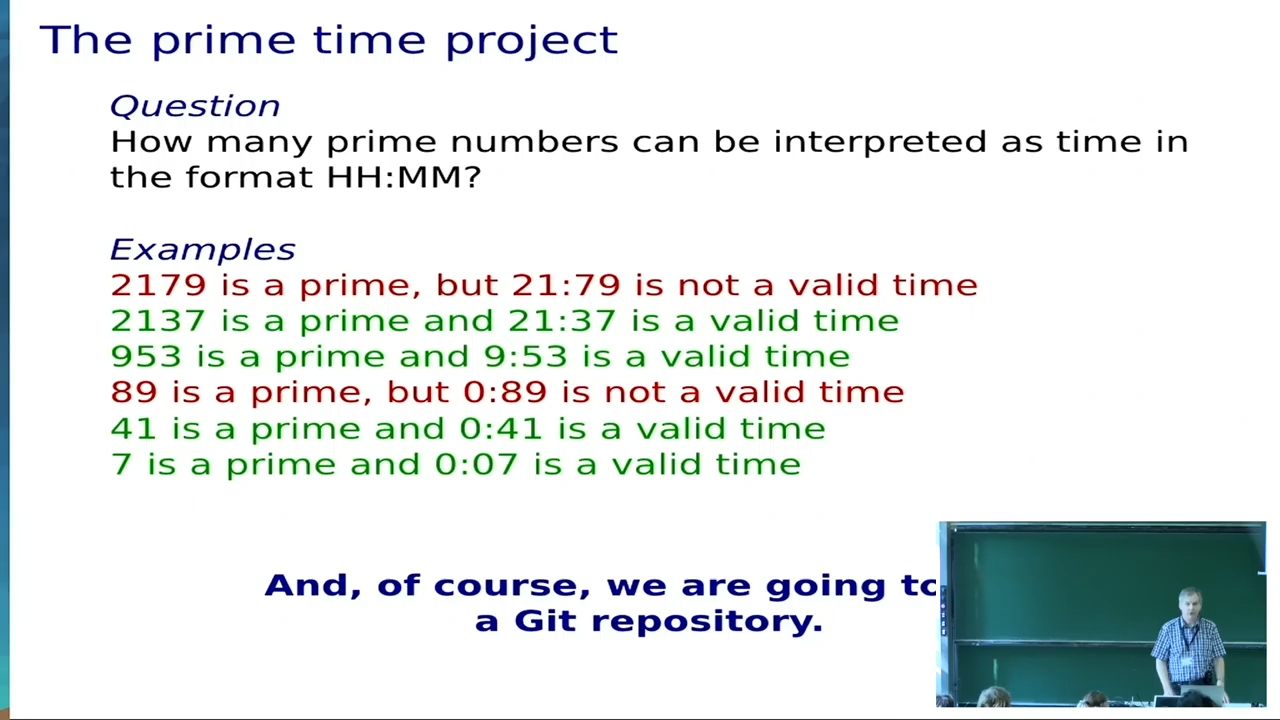 The prime time project
Question
How many prime numbers can be interpreted as time in
the format HH:MM?
Examples
2179 is a prime, but 21:79 is not a valid time
2137 is a prime and 21:37 is a valid time
953 is a prime and 9:53 is a valid time
89 is a prime, but 0:89 is not a valid time
41 is a prime and 0:41 is a valid time
7 is a prime and 0:07 is a valid time
And, of course, we are going to
a Git repository.